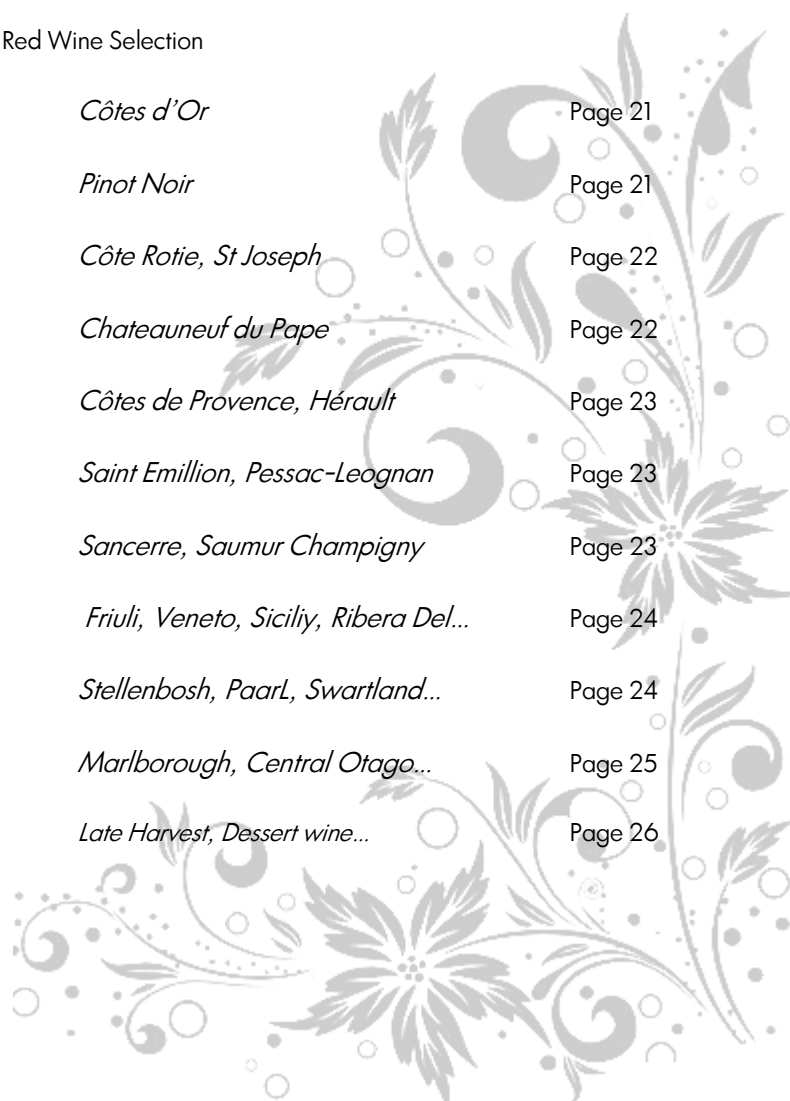 Red Wine Selection
Côtes d’Or Page 21
Pinot Noir Page 21
Côte Rotie, St Joseph Page 22
Chateauneuf du Pape Page 22
Côtes de Provence, Hérault Page 23
Saint Emillion, Pessac-Leognan Page 23
Sancerre, Saumur Champigny Page 23
Friuli, Veneto, Siciliy, Ribera Del... Page 24
Stellenbosh, PaarL, Swartland... Page 24
Marlborough, Central Otago... Page 25
Late Harvest, Dessert wine... Page 26